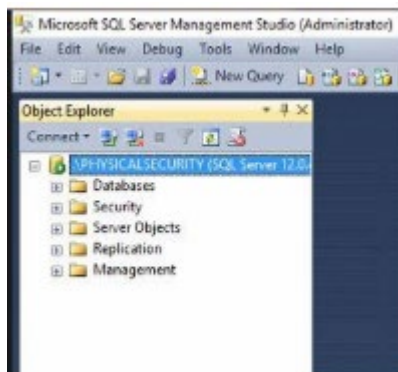 Microsoft SQL Server Management Studio (Administrator)
File Edit View Debug Tools Window Help
New Query
Object Explorer
Connect
.\PHYSICALSECURITY (SQL Server 12.0.
Databases
Security
Server Objects
Replication
Management